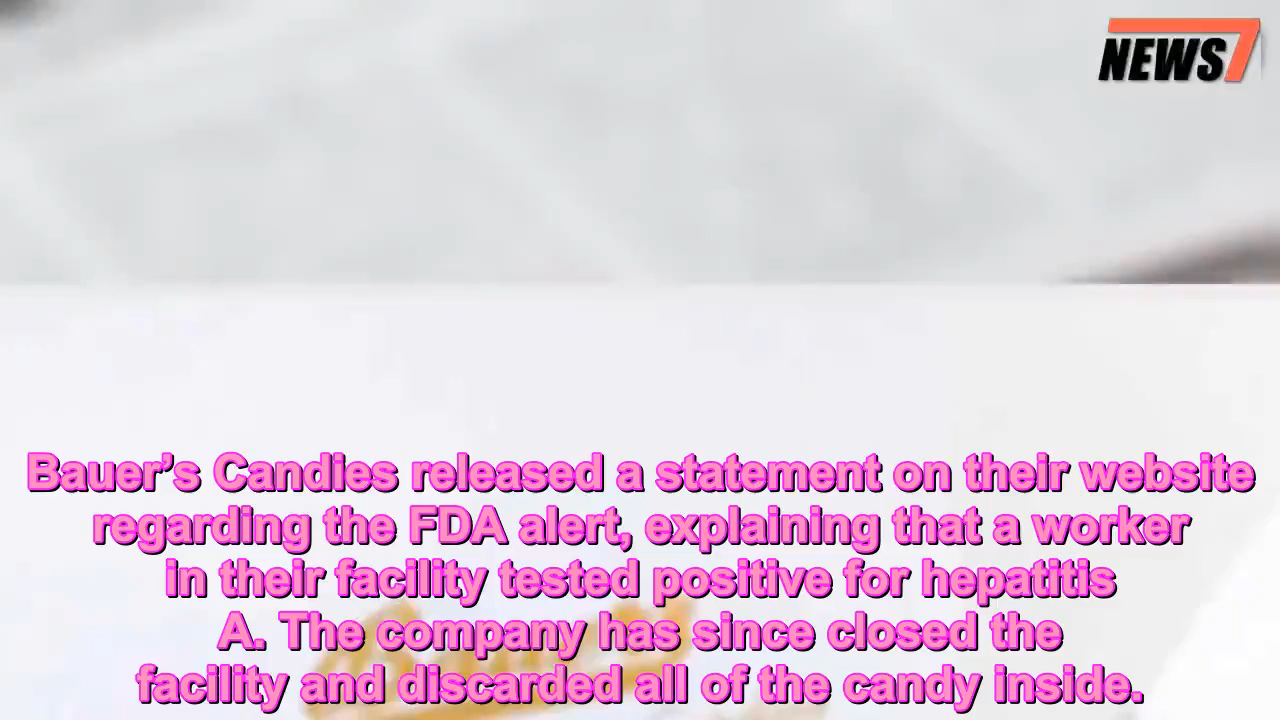 NEWS7
Bauer’s Candies released a statement on their website
regarding the FDA alert, explaining that a worker
in their facility tested positive for hepatitis
A. The company has since closed the
facility and discarded all of the candy inside.